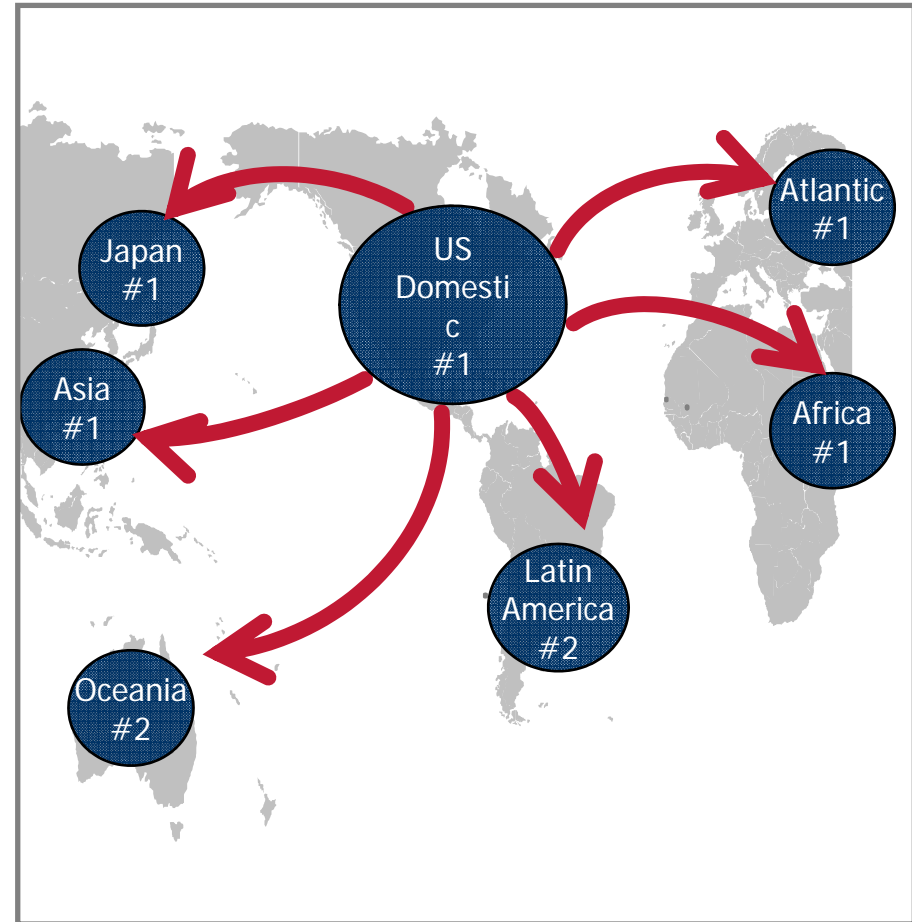 Atlantic
#1
Japan
#1
US
Domesti
c
#1
Asia
#1
Africa
#1
Latin
America
#2
Oceania
#2